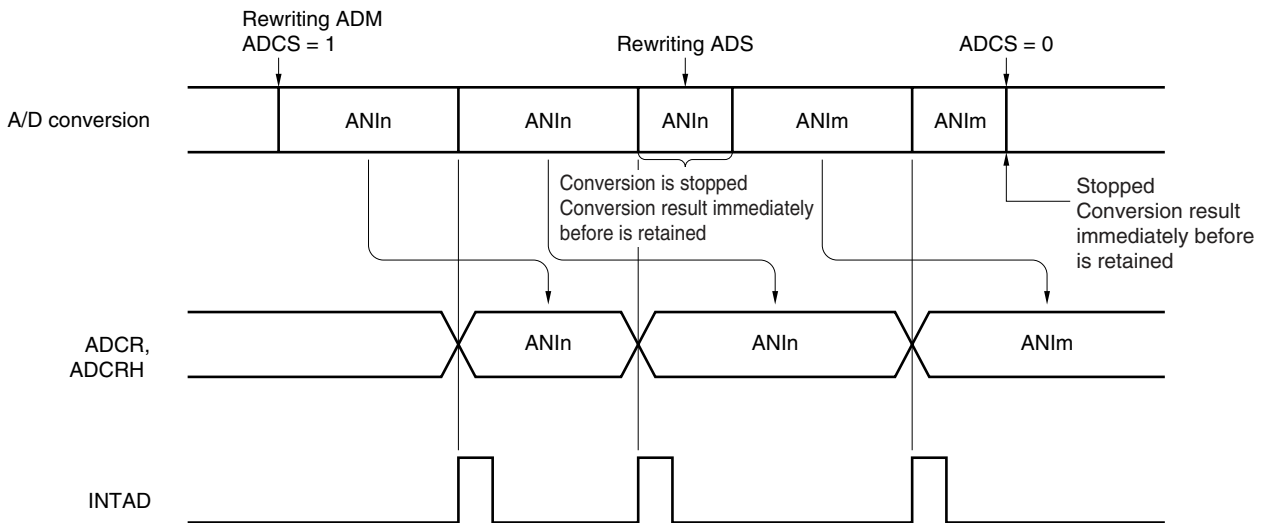 Rewriting ADM
ADCS = 1
Rewriting ADS
ADCS = 0
A/D conversion
ANIn
ANIn
ANIn
ANIm
ANIm
Conversion is stopped
Conversion result immediately
before is retained
Stopped
Conversion result
immediately before
is retained
ADCR,
ADCRH
ANIn
ANIn
ANIm
INTAD